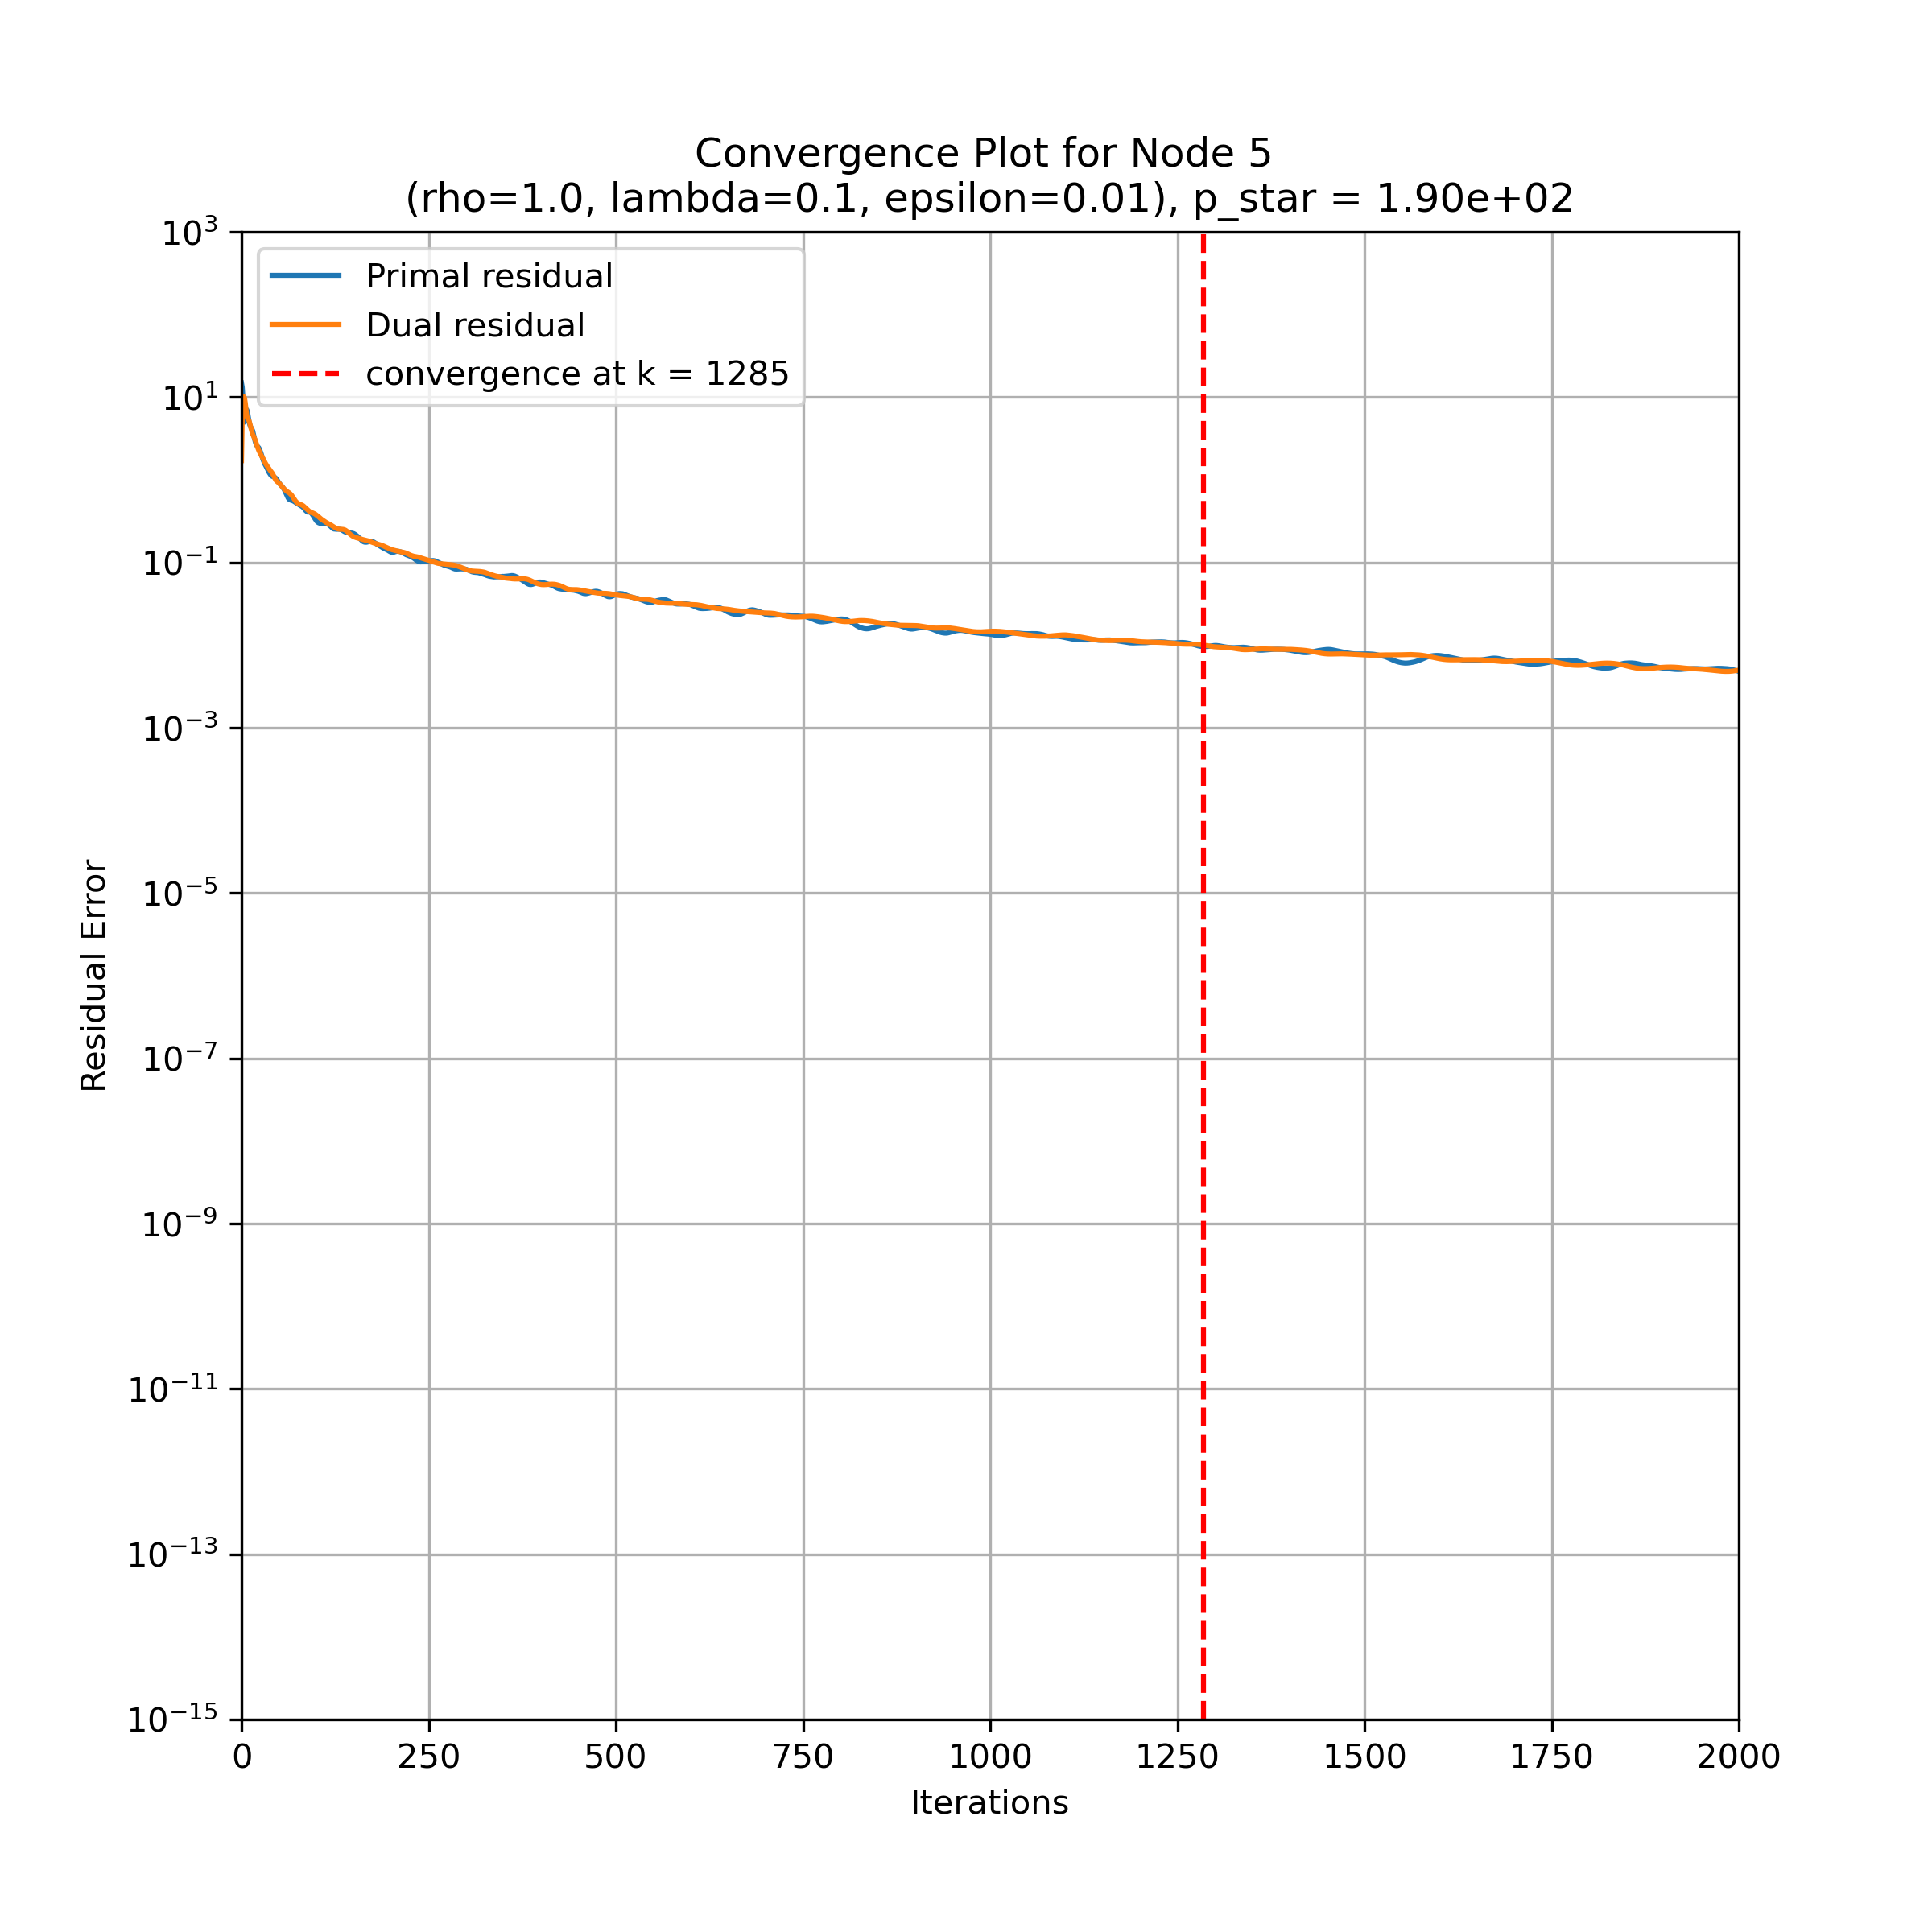 Convergence Plot for Node 5
(rho=1.0, lambda=0.1, epsilon=0.01), p_star = 1.90e+02
Primal residual
Dual residual
convergence at k = 1285
10³
10¹
10⁻¹
10⁻³
10⁻⁵
10⁻⁷
10⁻⁹
10⁻¹¹
10⁻¹³
10⁻¹⁵
Residual Error
0 250 500 750 1000 1250 1500 1750 2000
Iterations